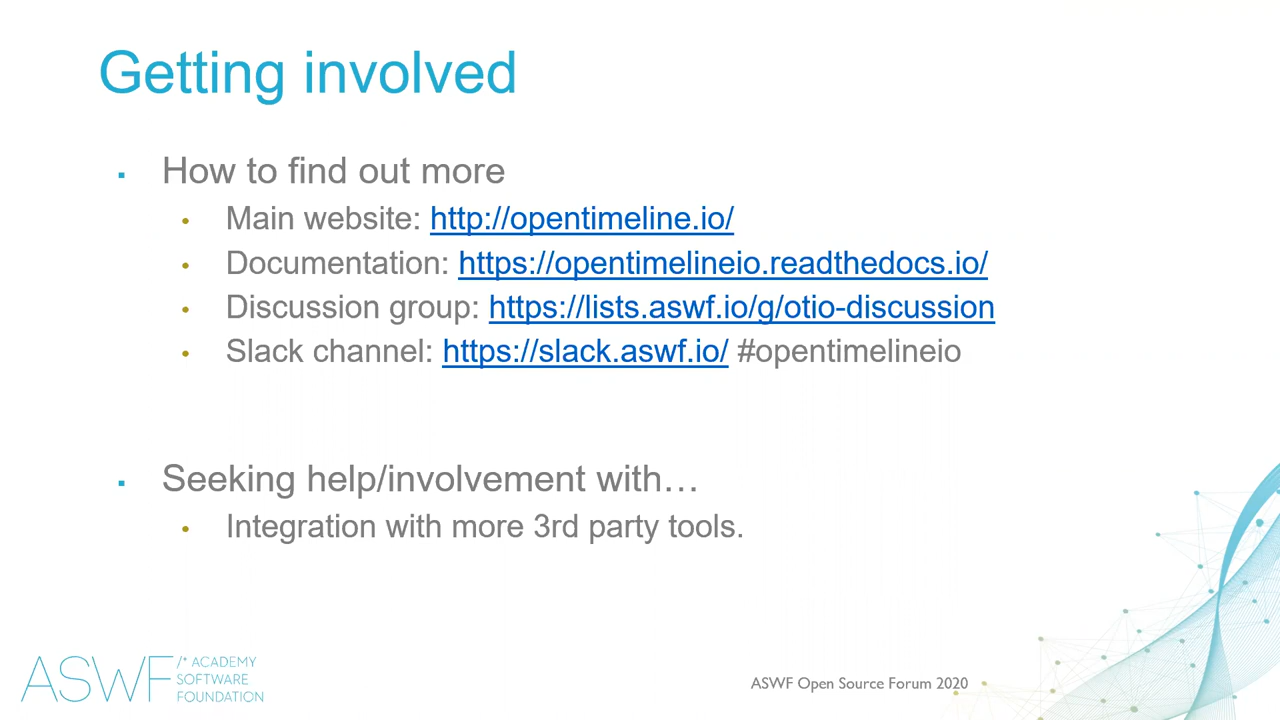 Getting involved
How to find out more
Main website: http://opentimeline.io/
Documentation: https://opentimelineio.readthedocs.io/
Discussion group: https://lists.aswf.io/g/otio-discussion
Slack channel: https://slack.aswf.io/ #opentimelineio
Seeking help/involvement with…
Integration with more 3rd party tools.
ASWF /* ACADEMY
SOFTWARE
FOUNDATION
ASWF Open Source Forum 2020